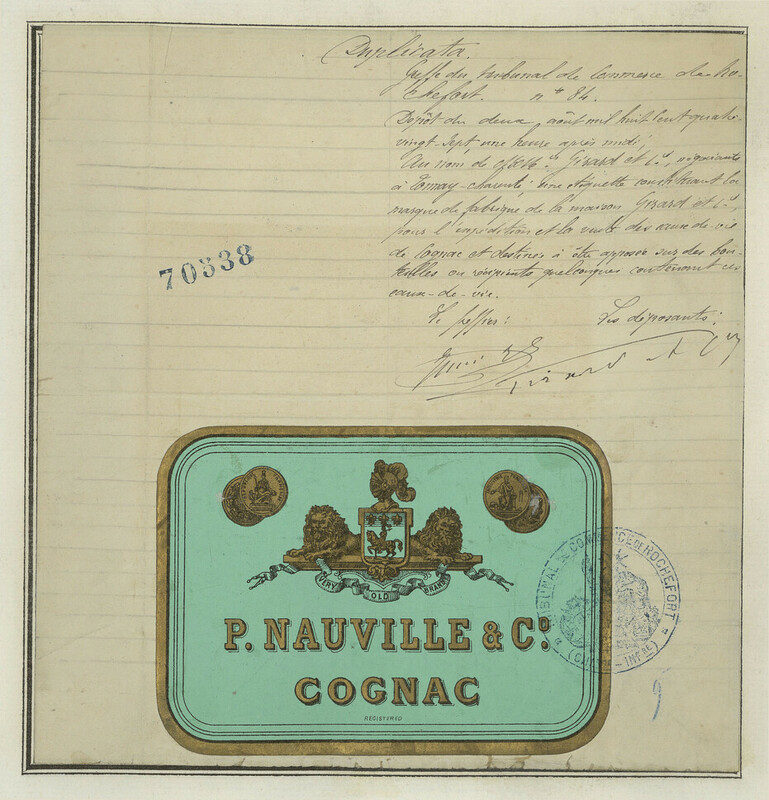 Duplicata.
Greffe du tribunal de Commerce de Ro-
chefort. n° 84.
Dépôt du deux, août mil huit cent quatre-
vingt-sept, une heure après midi,
Au nom de Girard et Cie, négociants
à Tonnay-charente; une étiquette constituant la
marque de fabrique de la maison Girard et Cie,
pour l'expédition et la vente des eaux-de-vie
de Cognac et destinée à être apposée sur des bou-
teilles ou récipients quelconques contenant ces
eaux-de-vie.
Le greffier: Les déposants:
Girard et Cie
70338
VERY OLD BRANDY
P. NAUVILLE & Co.
COGNAC
REGISTERED
TRIBUNAL DE COMMERCE DE ROCHEFORT
(CHARTE-INFRE)